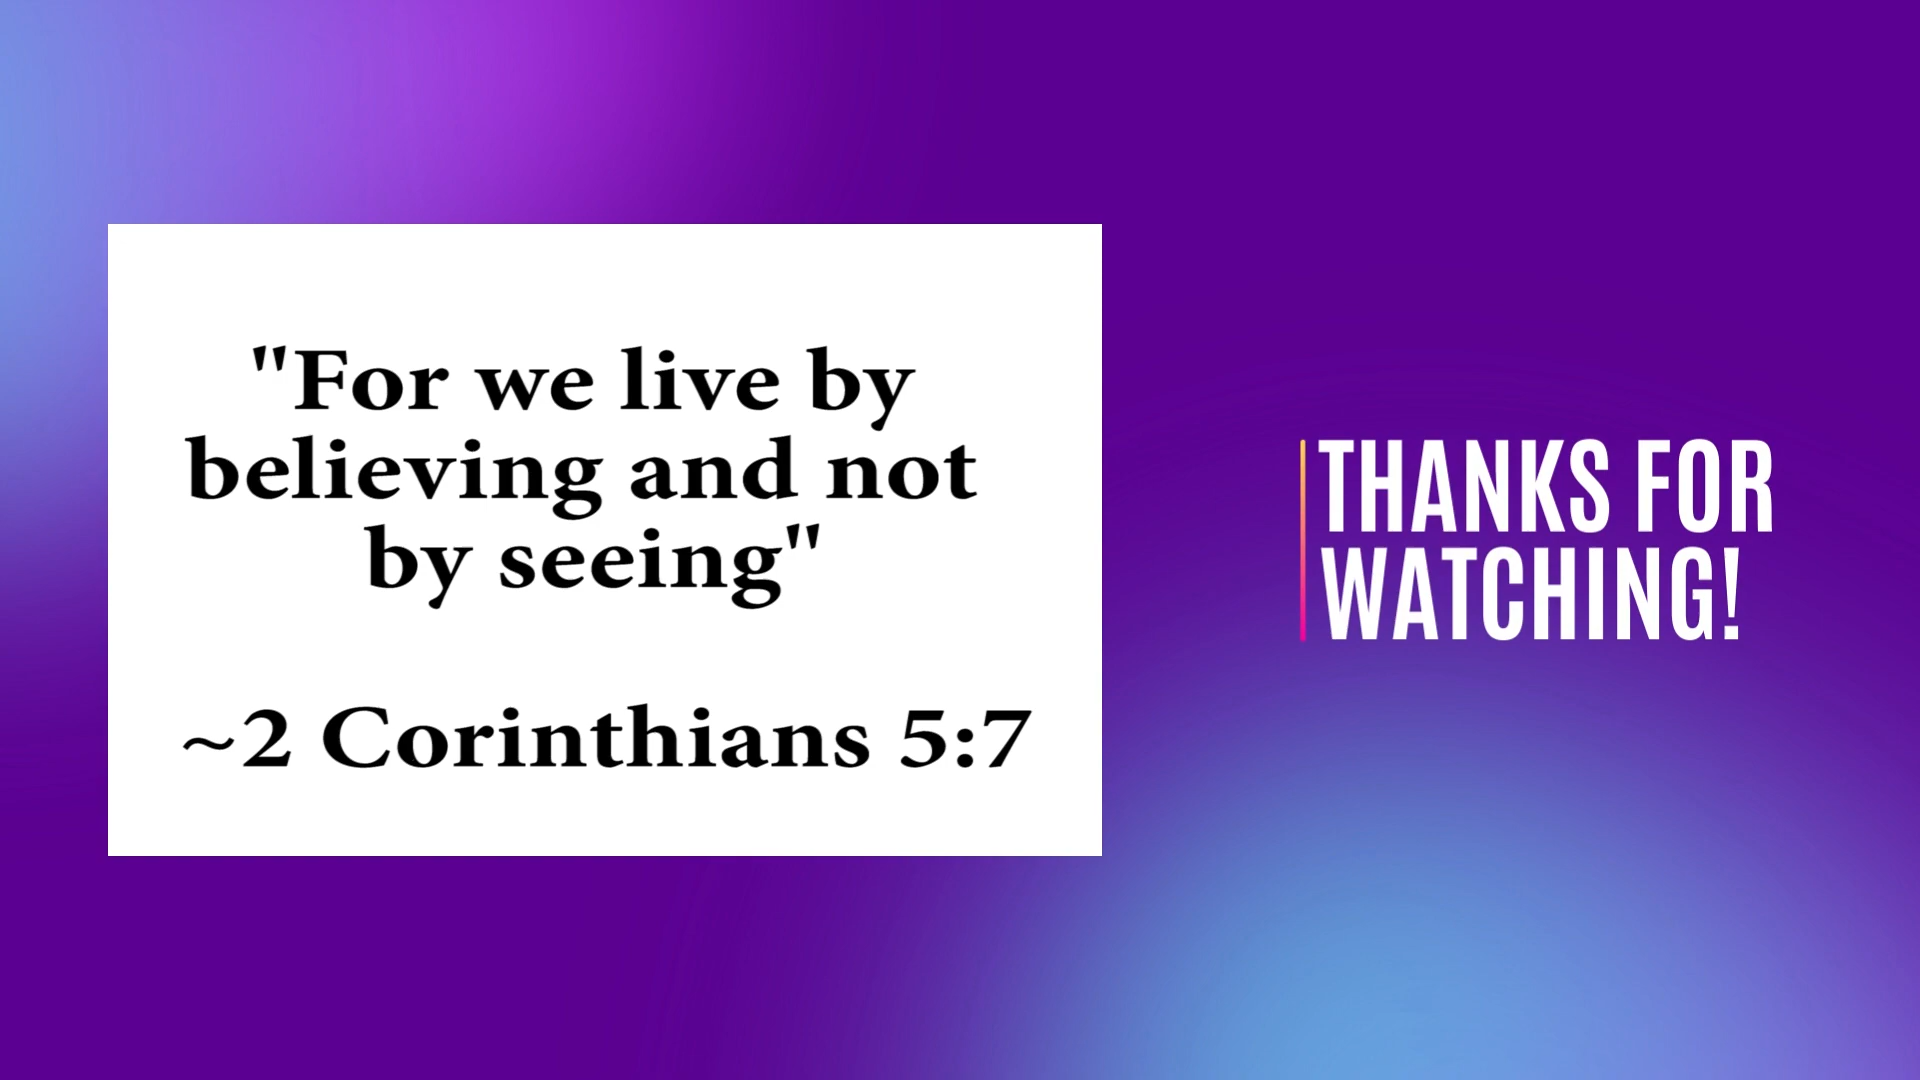 "For we live by
believing and not
by seeing"
~2 Corinthians 5:7
THANKS FOR
WATCHING!